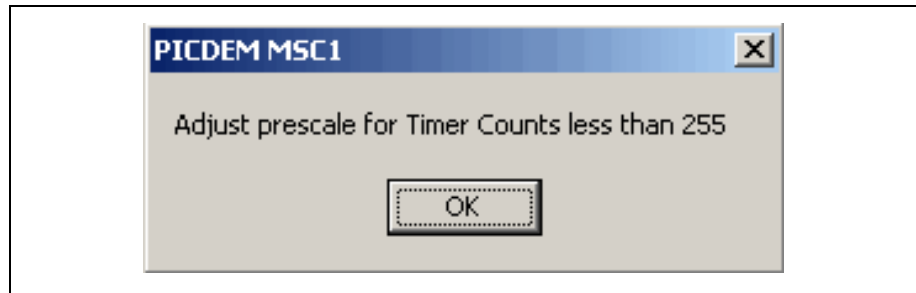 PICDEM MSC1
Adjust prescale for Timer Counts less than 255
OK